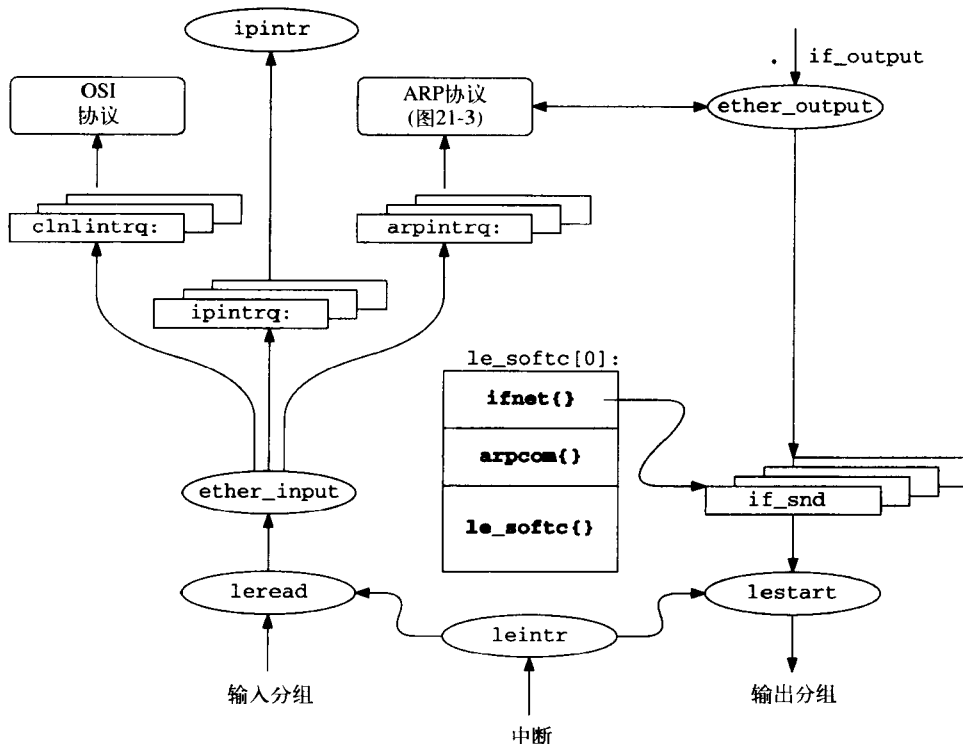 ipintr
if_output
OSI
协议
ARP协议
(图21-3)
ether_output
clnlintrq:
arpintrq:
ipintrq:
le_softc[0]:
ifnet{}
arpcom{}
ether_input
if_snd
le_softc{}
leread
lestart
leintr
输入分组
输出分组
中断